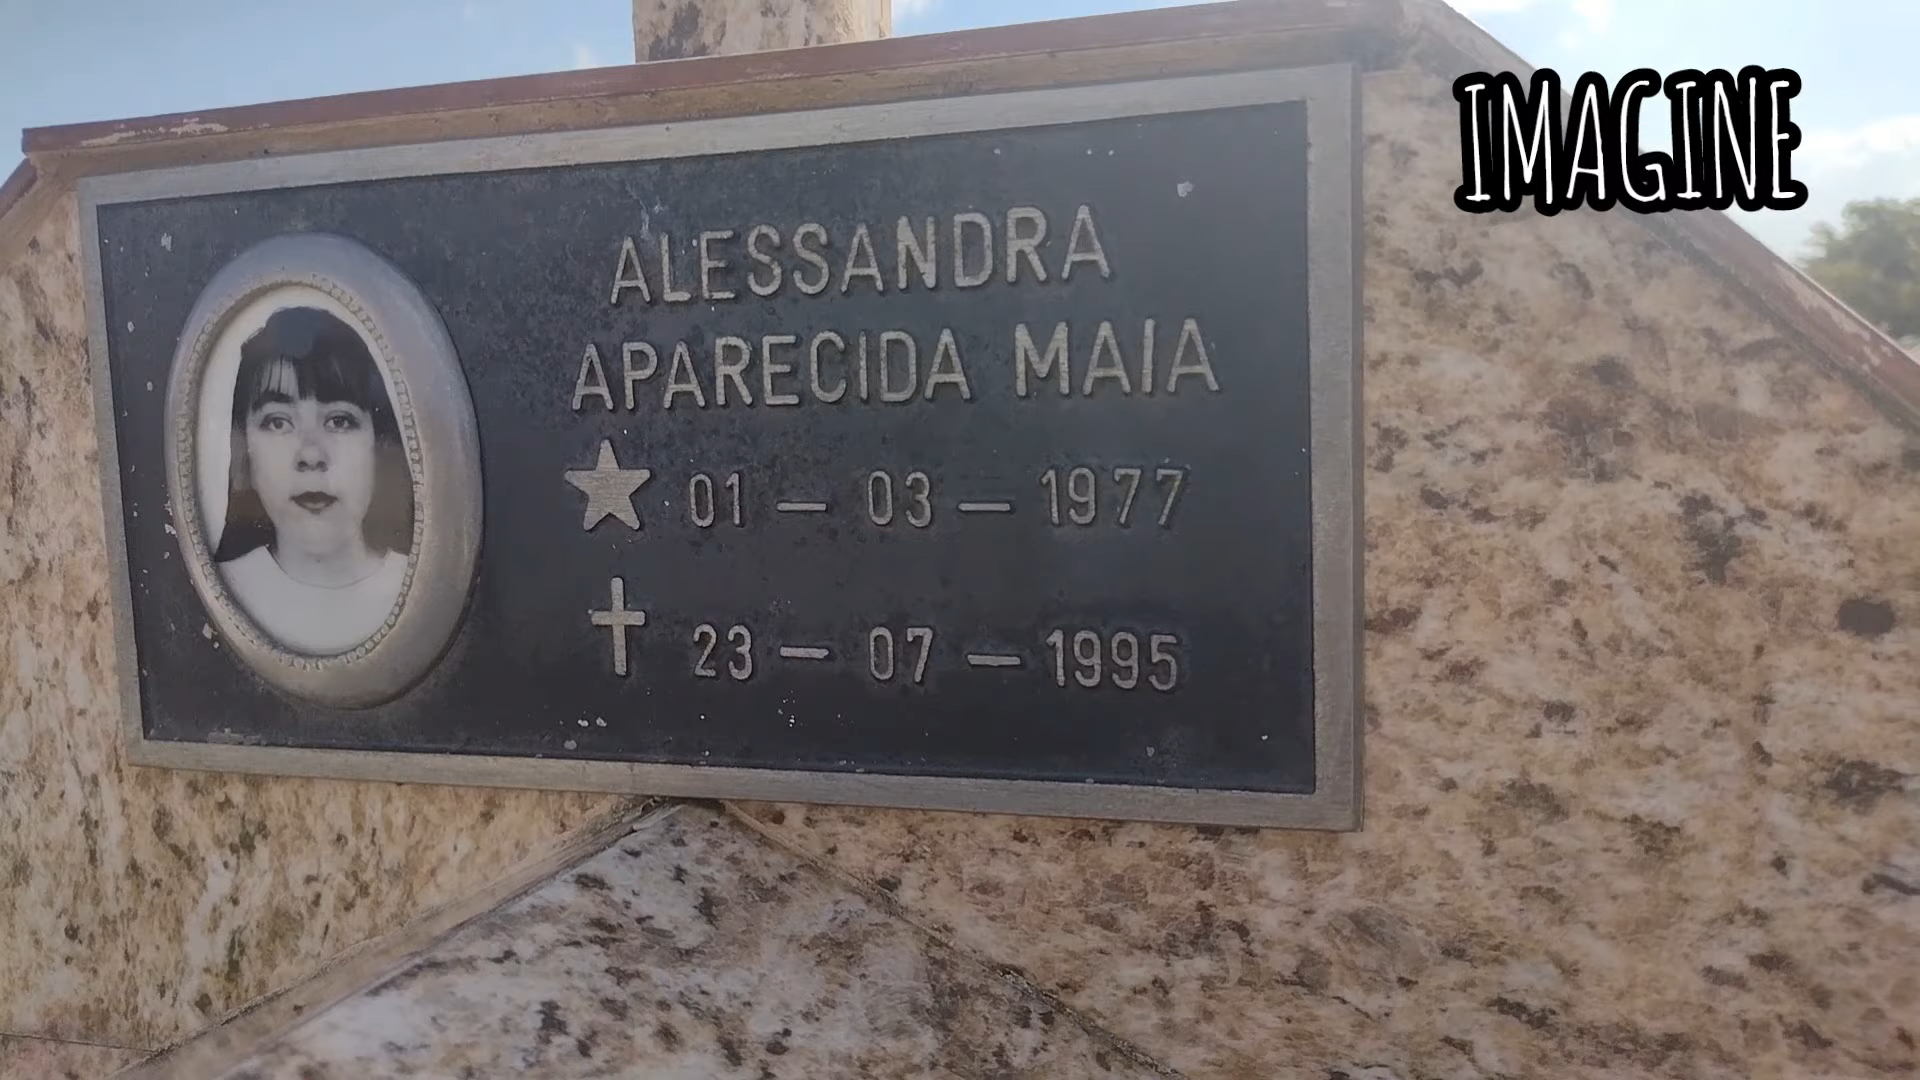 IMAGINE
ALESSANDRA
APARECIDA MAIA
01 — 03 — 1977
23 — 07 — 1995